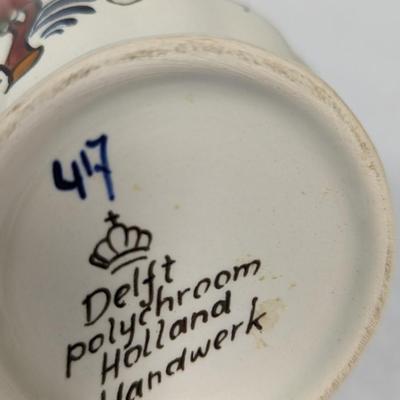 417
Delft
polychroom
Holland
Handwerk